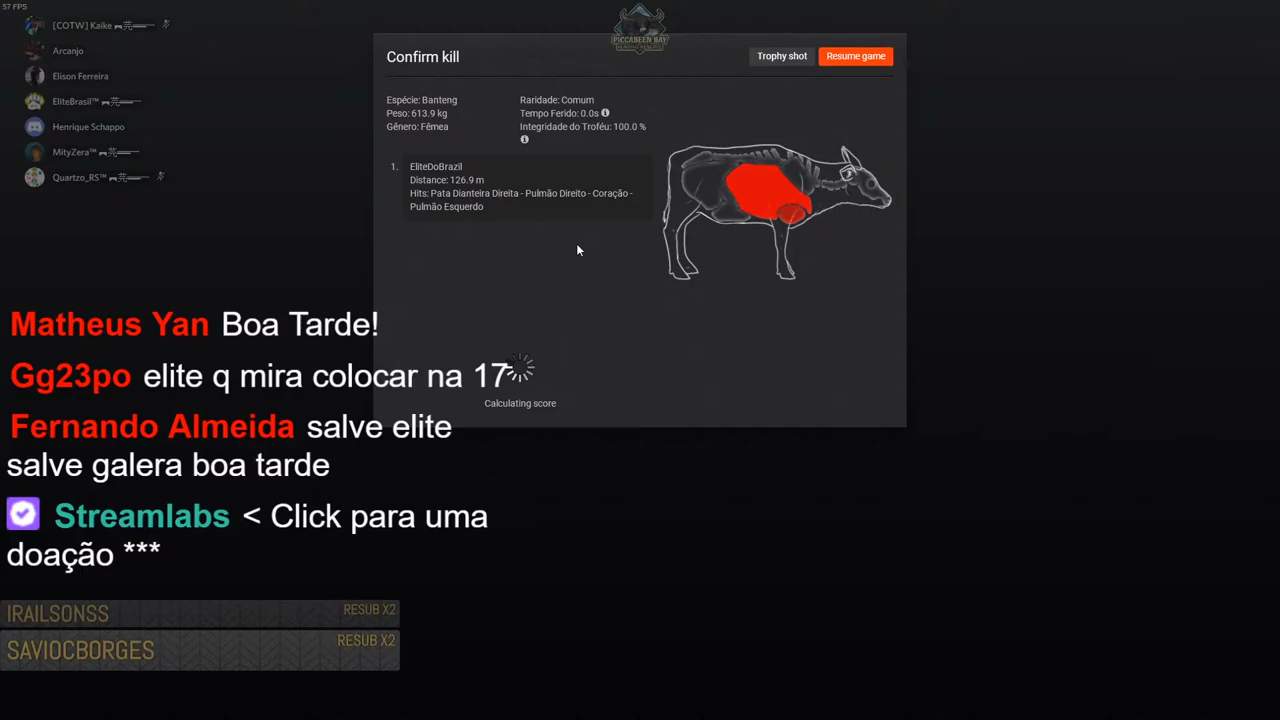 57 FPS
[COTW] Kaike
Arcanjo
Elison Ferreira
EliteBrasil™
Henrique Schappo
MityZera™
Quartzo_RS™
PICCABEEN BAY
Confirm kill
Trophy shot
Resume game
Espécie: Banteng
Peso: 613.9 kg
Gênero: Fêmea
Raridade: Comum
Tempo Ferido: 0.0s
Integridade do Troféu: 100.0 %
1.
EliteDoBrazil
Distance: 126.9 m
Hits: Pata Dianteira Direita - Pulmão Direito - Coração -
Pulmão Esquerdo
Calculating score
Matheus Yan Boa Tarde!
Gg23po elite q mira colocar na 17
Fernando Almeida salve elite
salve galera boa tarde
Streamlabs < Click para uma
doação ***
IRAILSONSS RESUB X2
SAVIOCBORGES RESUB X2